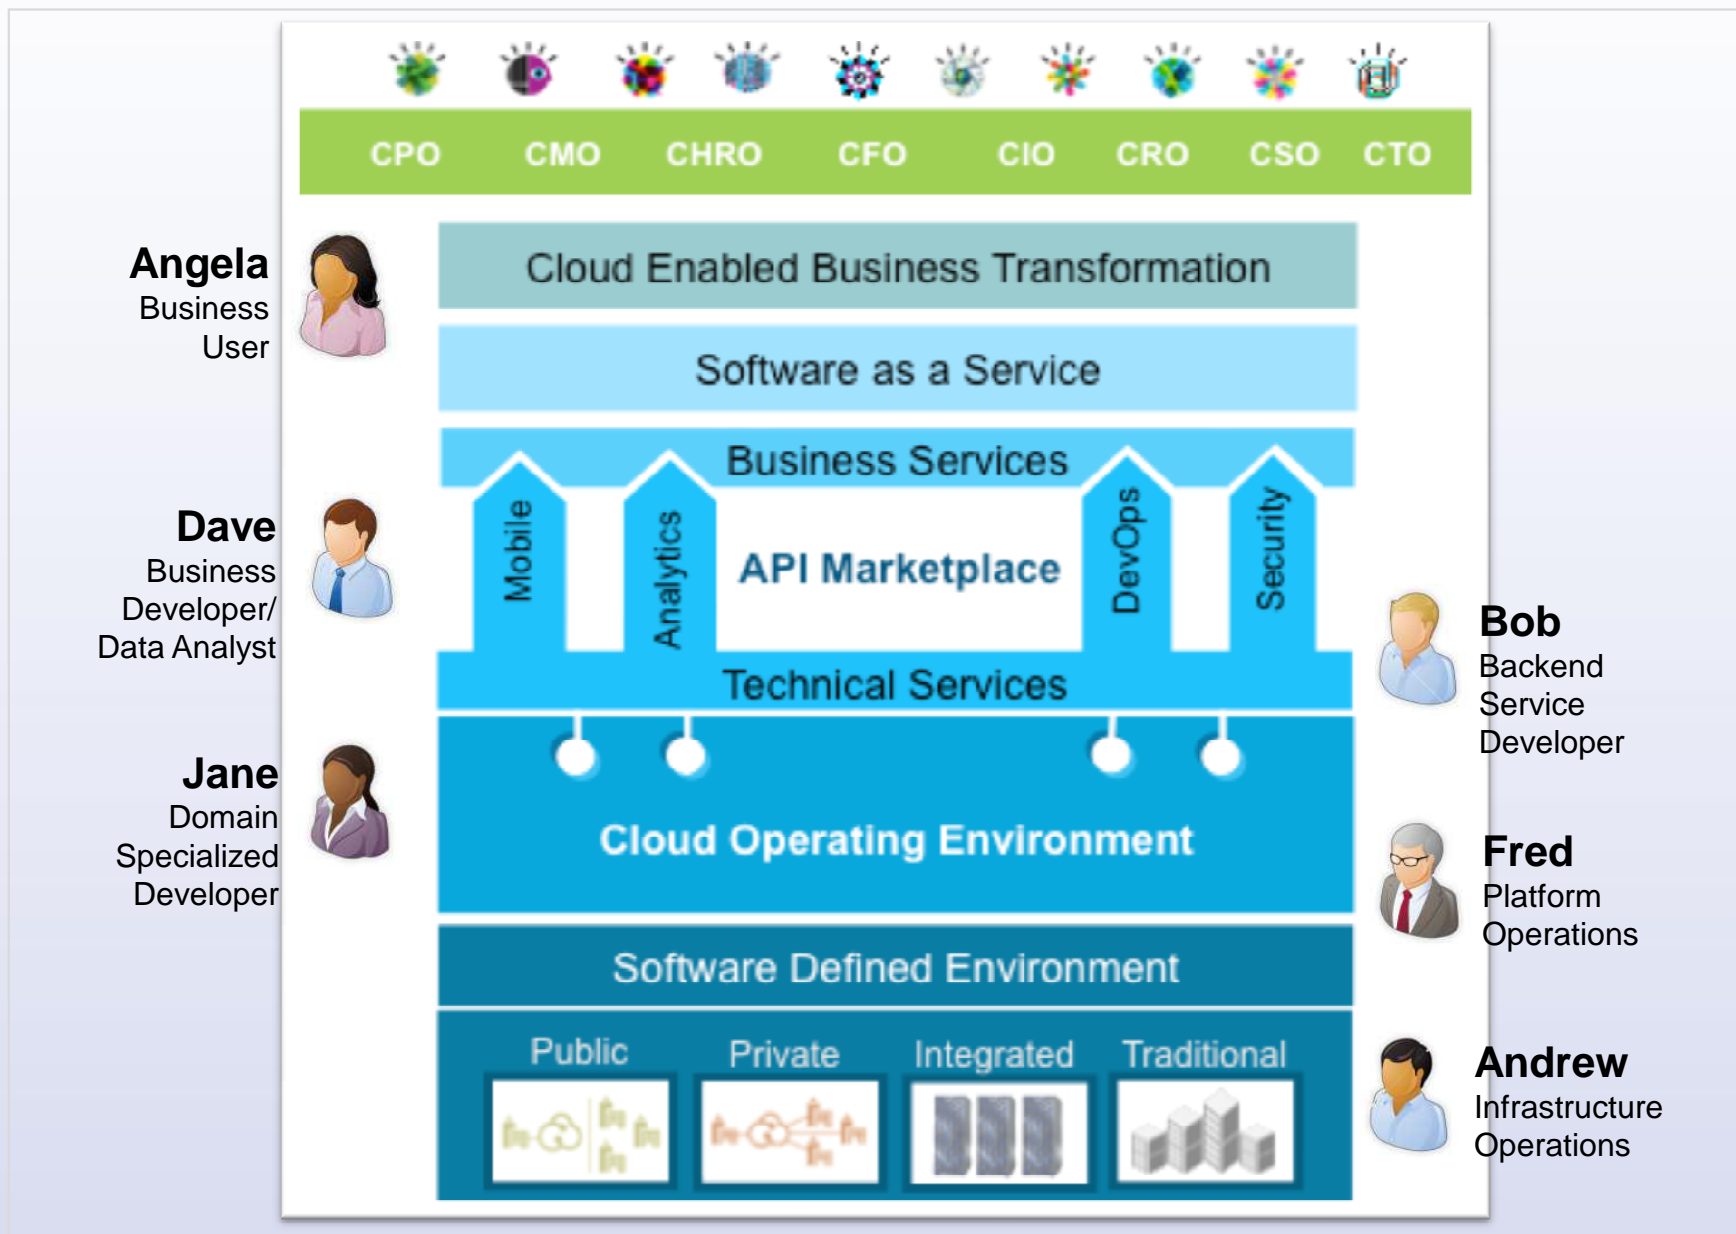 CPO CMO CHRO CFO CIO CRO CSO CTO
Angela
Business
User
Cloud Enabled Business Transformation
Software as a Service
Business Services
Dave
Business
Developer/
Data Analyst
Mobile
Analytics
API Marketplace
DevOps
Security
Technical Services
Bob
Backend
Service
Developer
Jane
Domain
Specialized
Developer
Cloud Operating Environment
Fred
Platform
Operations
Software Defined Environment
Public Private Integrated Traditional
Andrew
Infrastructure
Operations